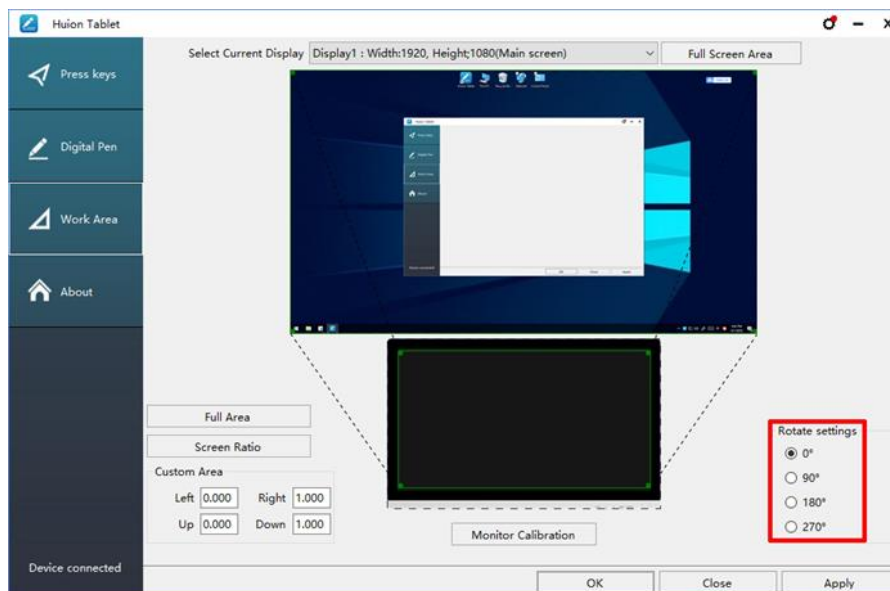 Huion Tablet
Press keys
Digital Pen
Work Area
About
Device connected
Select Current Display Display1 : Width:1920, Height;1080(Main screen) Full Screen Area
Full Area
Screen Ratio
Custom Area
Left 0.000 Right 1.000
Up 0.000 Down 1.000
Monitor Calibration
Rotate settings
0°
90°
180°
270°
OK Close Apply